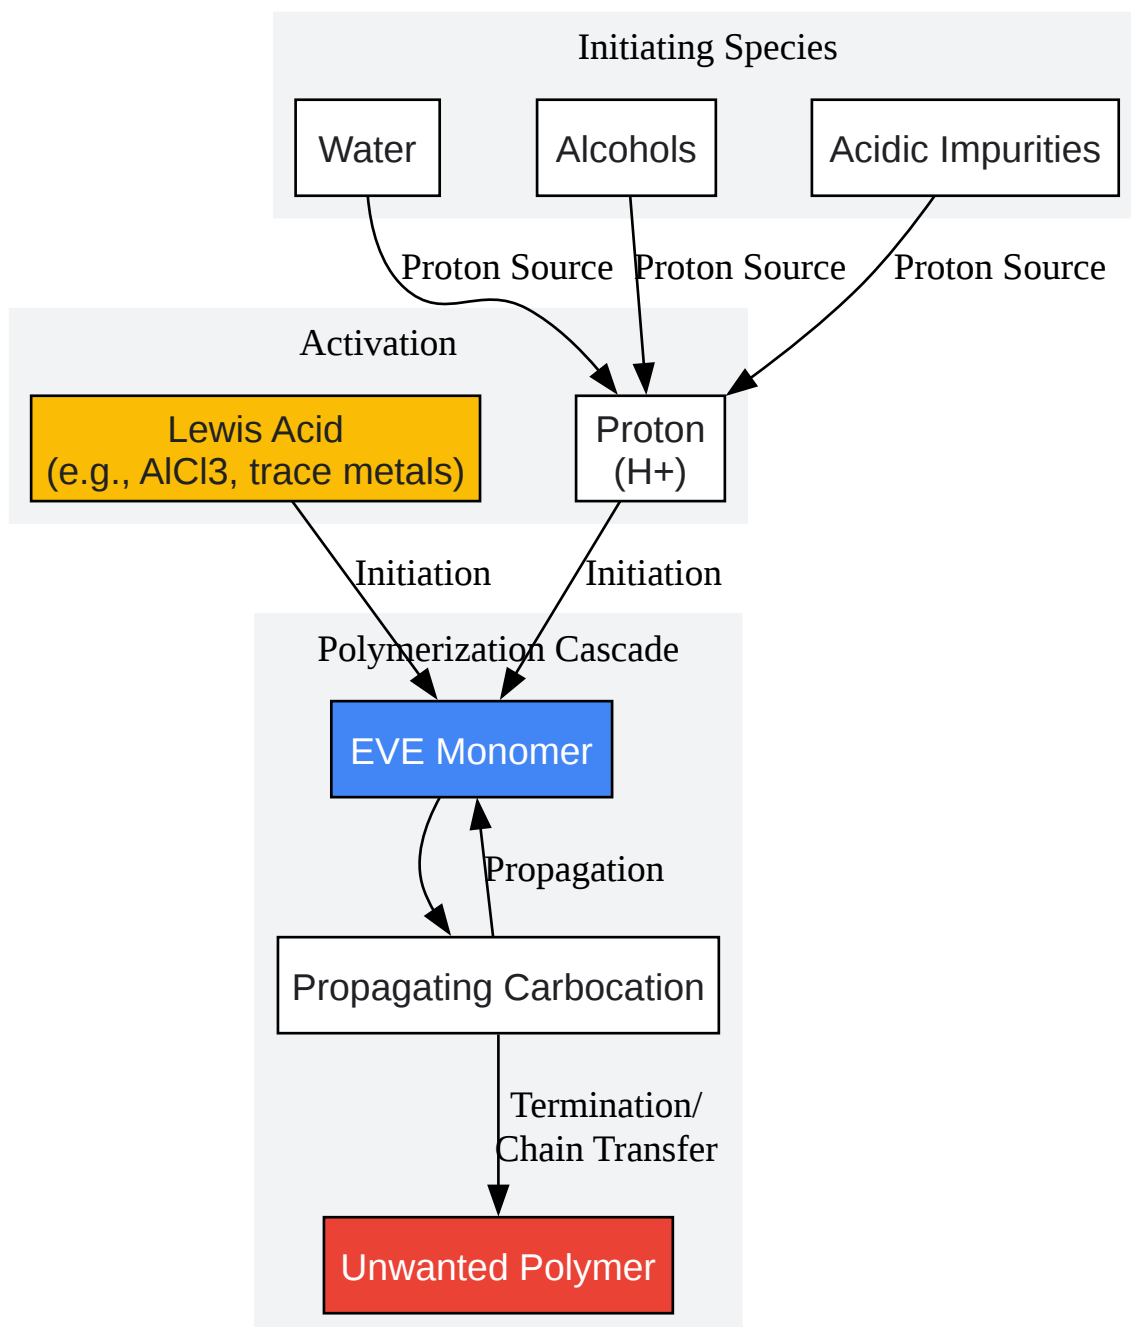 Initiating Species
Water
Alcohols
Acidic Impurities
Proton Source
Proton Source
Proton Source
Activation
Lewis Acid
(e.g., AlCl3, trace metals)
Proton
(H+)
Initiation
Initiation
Polymerization Cascade
EVE Monomer
Propagation
Propagating Carbocation
Termination/
Chain Transfer
Unwanted Polymer